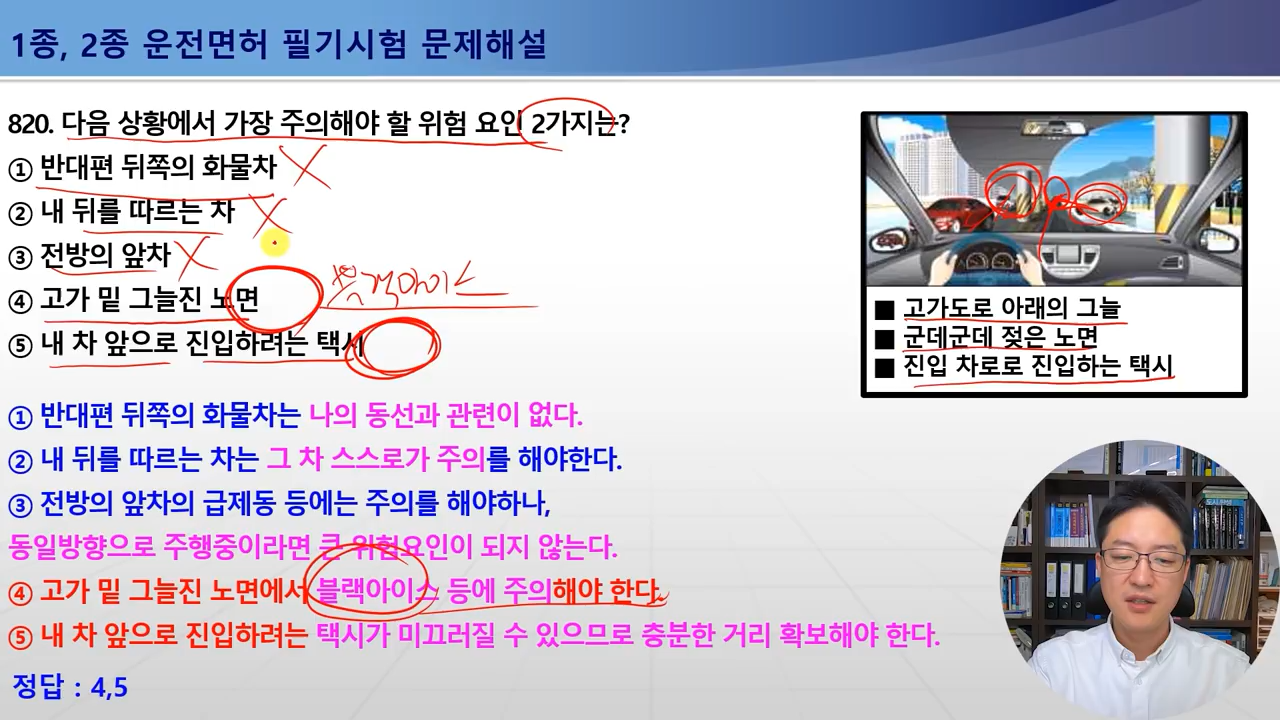 1종, 2종 운전면허 필기시험 문제해설
820. 다음 상황에서 가장 주의해야 할 위험 요인 2가지는?
① 반대편 뒤쪽의 화물차
② 내 뒤를 따르는 차
③ 전방의 앞차
④ 고가 밑 그늘진 노면
블랙아이스
⑤ 내 차 앞으로 진입하려는 택시
■ 고가도로 아래의 그늘
■ 군데군데 젖은 노면
■ 진입 차로로 진입하는 택시
① 반대편 뒤쪽의 화물차는 나의 동선과 관련이 없다.
② 내 뒤를 따르는 차는 그 차 스스로가 주의를 해야한다.
③ 전방의 앞차의 급제동 등에는 주의를 해야하나,
동일방향으로 주행중이라면 큰 위험요인이 되지 않는다.
④ 고가 밑 그늘진 노면에서 블랙아이스 등에 주의해야 한다.
⑤ 내 차 앞으로 진입하려는 택시가 미끄러질 수 있으므로 충분한 거리 확보해야 한다.
정답 : 4,5